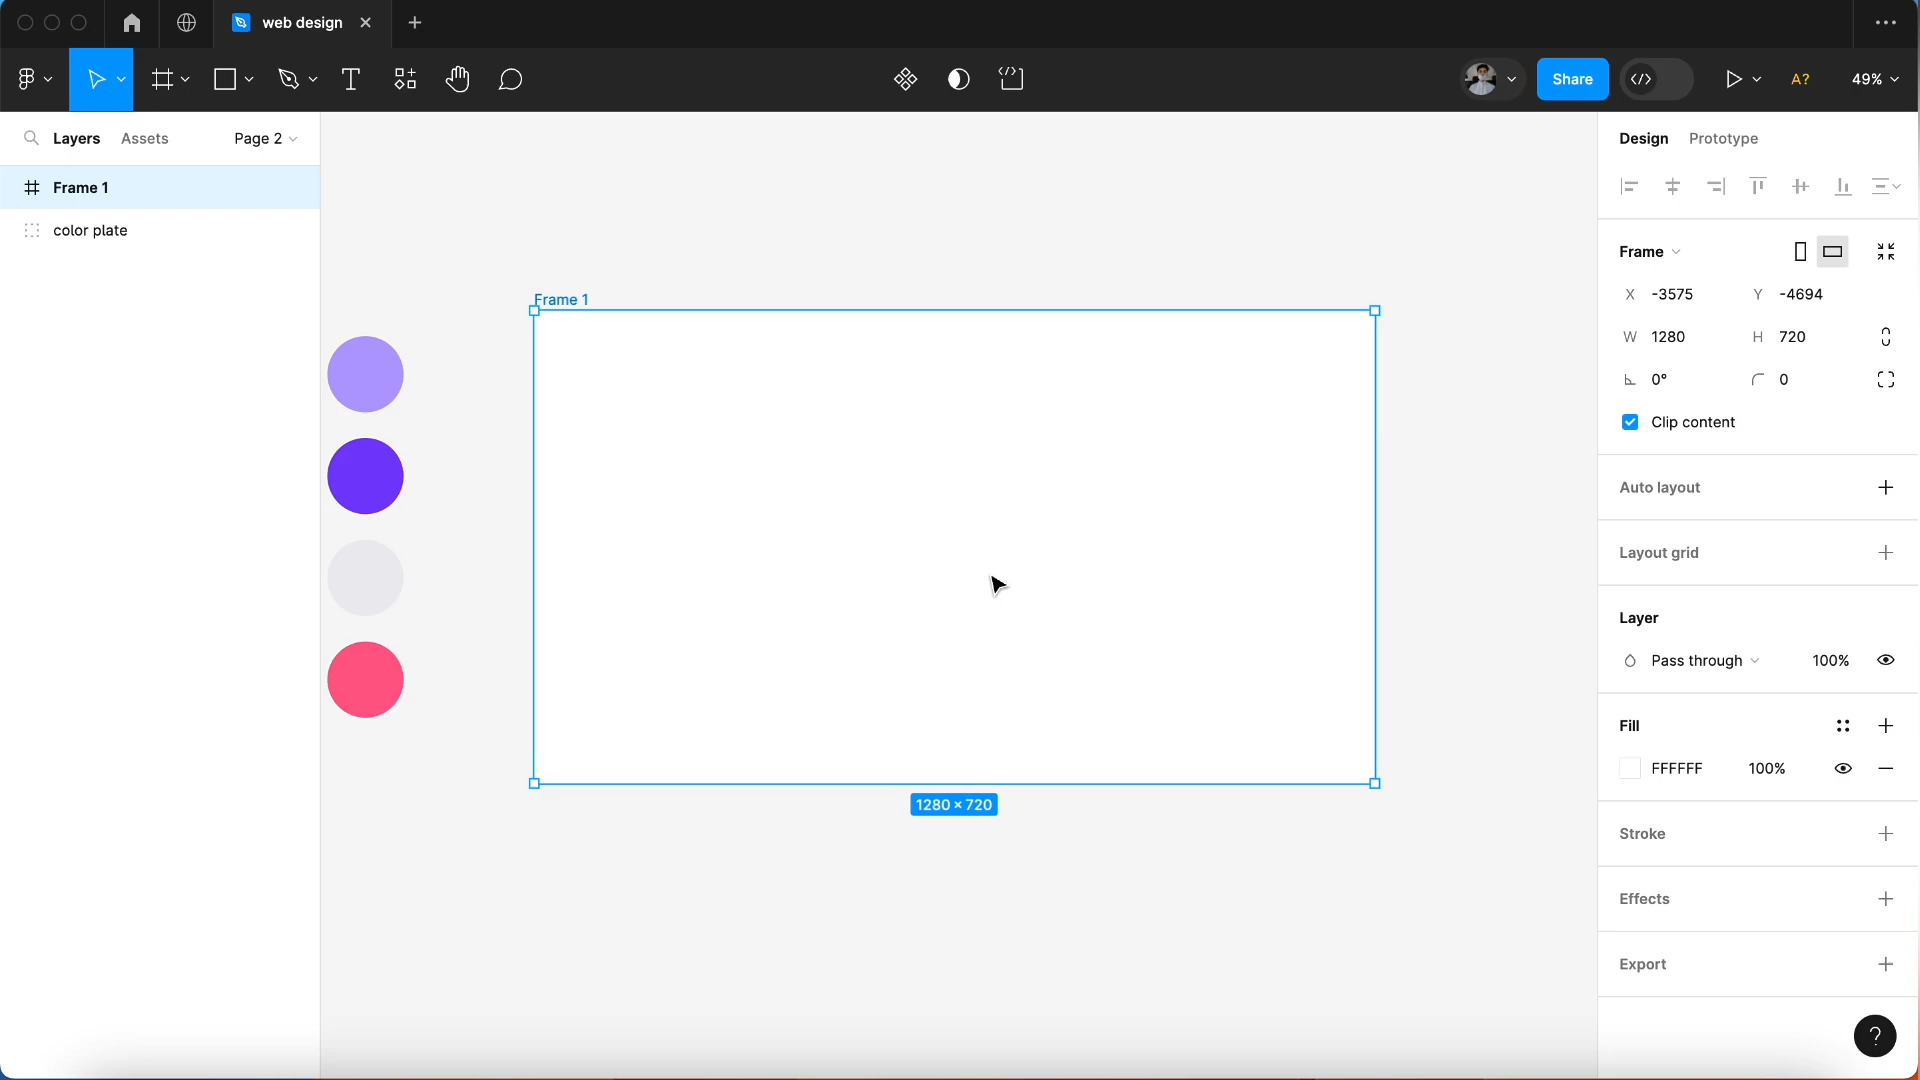 web design
T
Share
A?
49%
Layers Assets Page 2
Frame 1
color plate
Frame 1
1280 × 720
Design Prototype
Frame
X -3575 Y -4694
W 1280 H 720
0° 0
Clip content
Auto layout
Layout grid
Layer
Pass through 100%
Fill
FFFFFF 100%
Stroke
Effects
Export
?